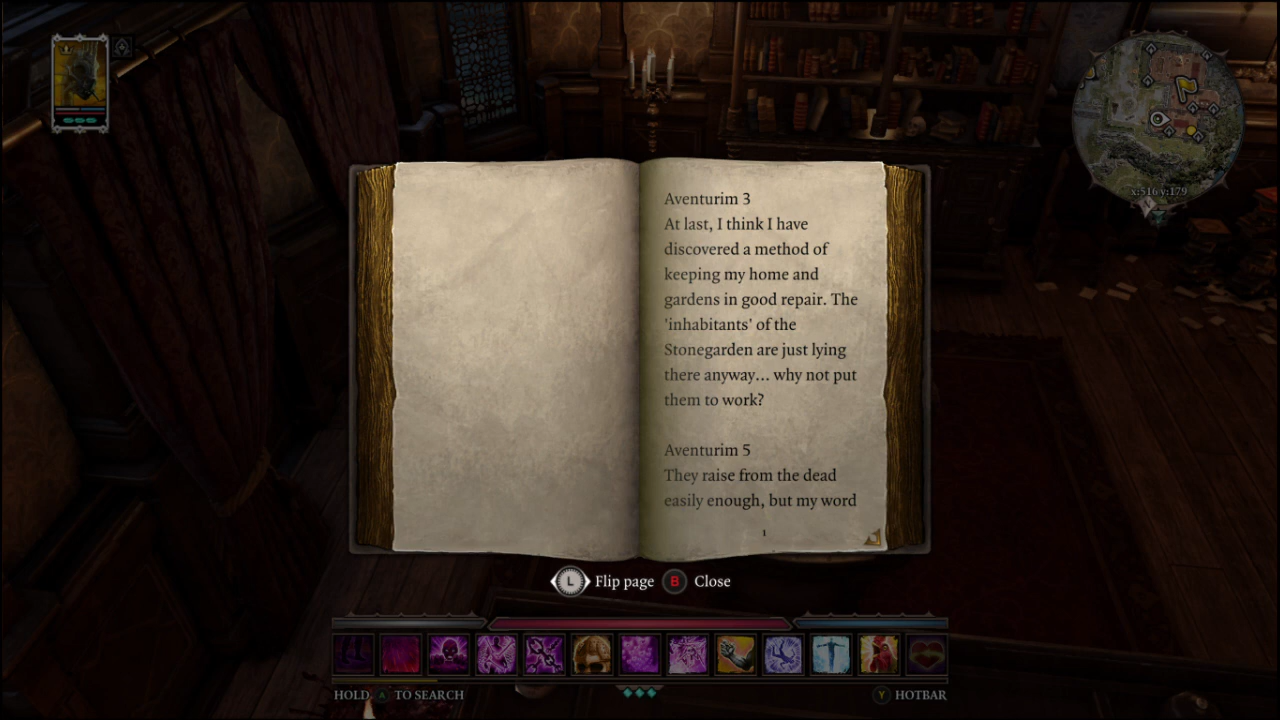 x:516 y:179
Aventurim 3
At last, I think I have
discovered a method of
keeping my home and
gardens in good repair. The
'inhabitants' of the
Stonegarden are just lying
there anyway... why not put
them to work?
Aventurim 5
They raise from the dead
easily enough, but my word
1
L Flip page B Close
HOLD A TO SEARCH
Y HOTBAR